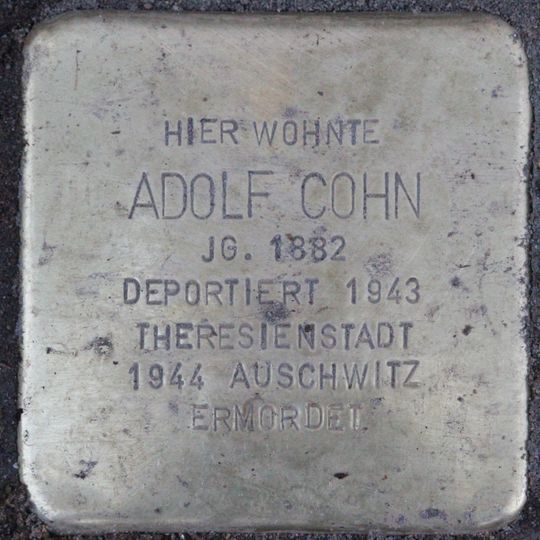 HIER WOHNTE
ADOLF COHN
JG. 1882
DEPORTIERT 1943
THERESIENSTADT
1944 AUSCHWITZ
ERMORDET